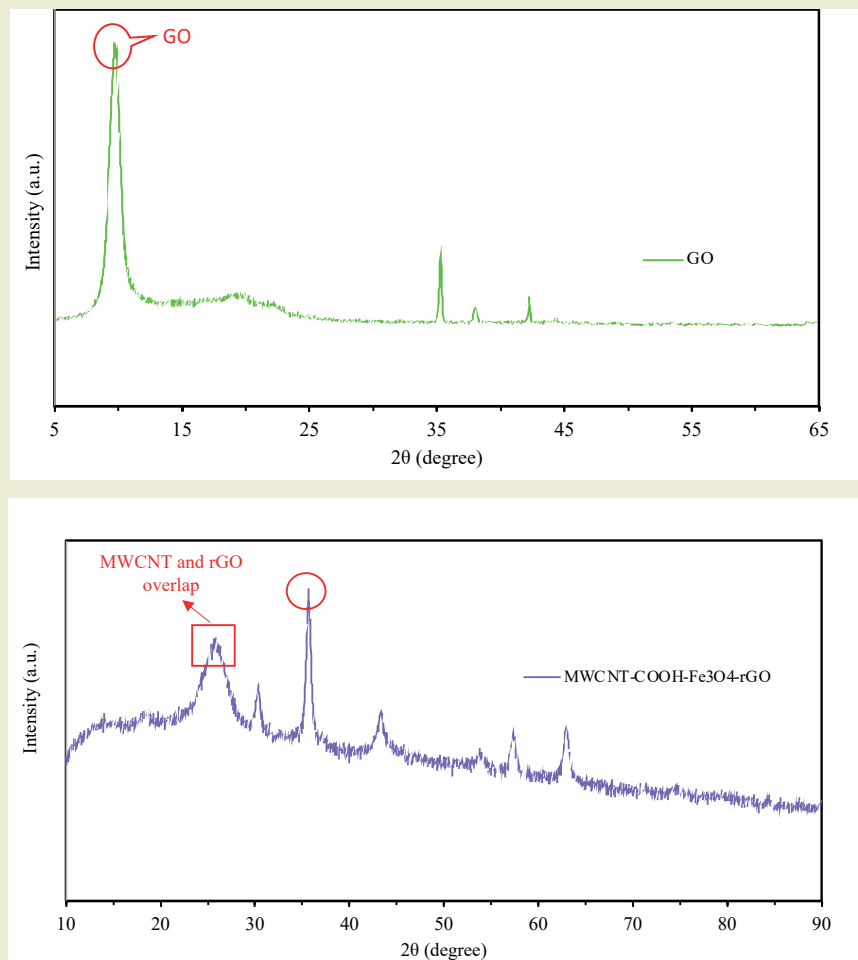 GO
Intensity (a.u.)
GO
5 15 25 35 45 55 65
2θ (degree)
MWCNT and rGO
overlap
Intensity (a.u.)
MWCNT-COOH-Fe3O4-rGO
10 20 30 40 50 60 70 80 90
2θ (degree)